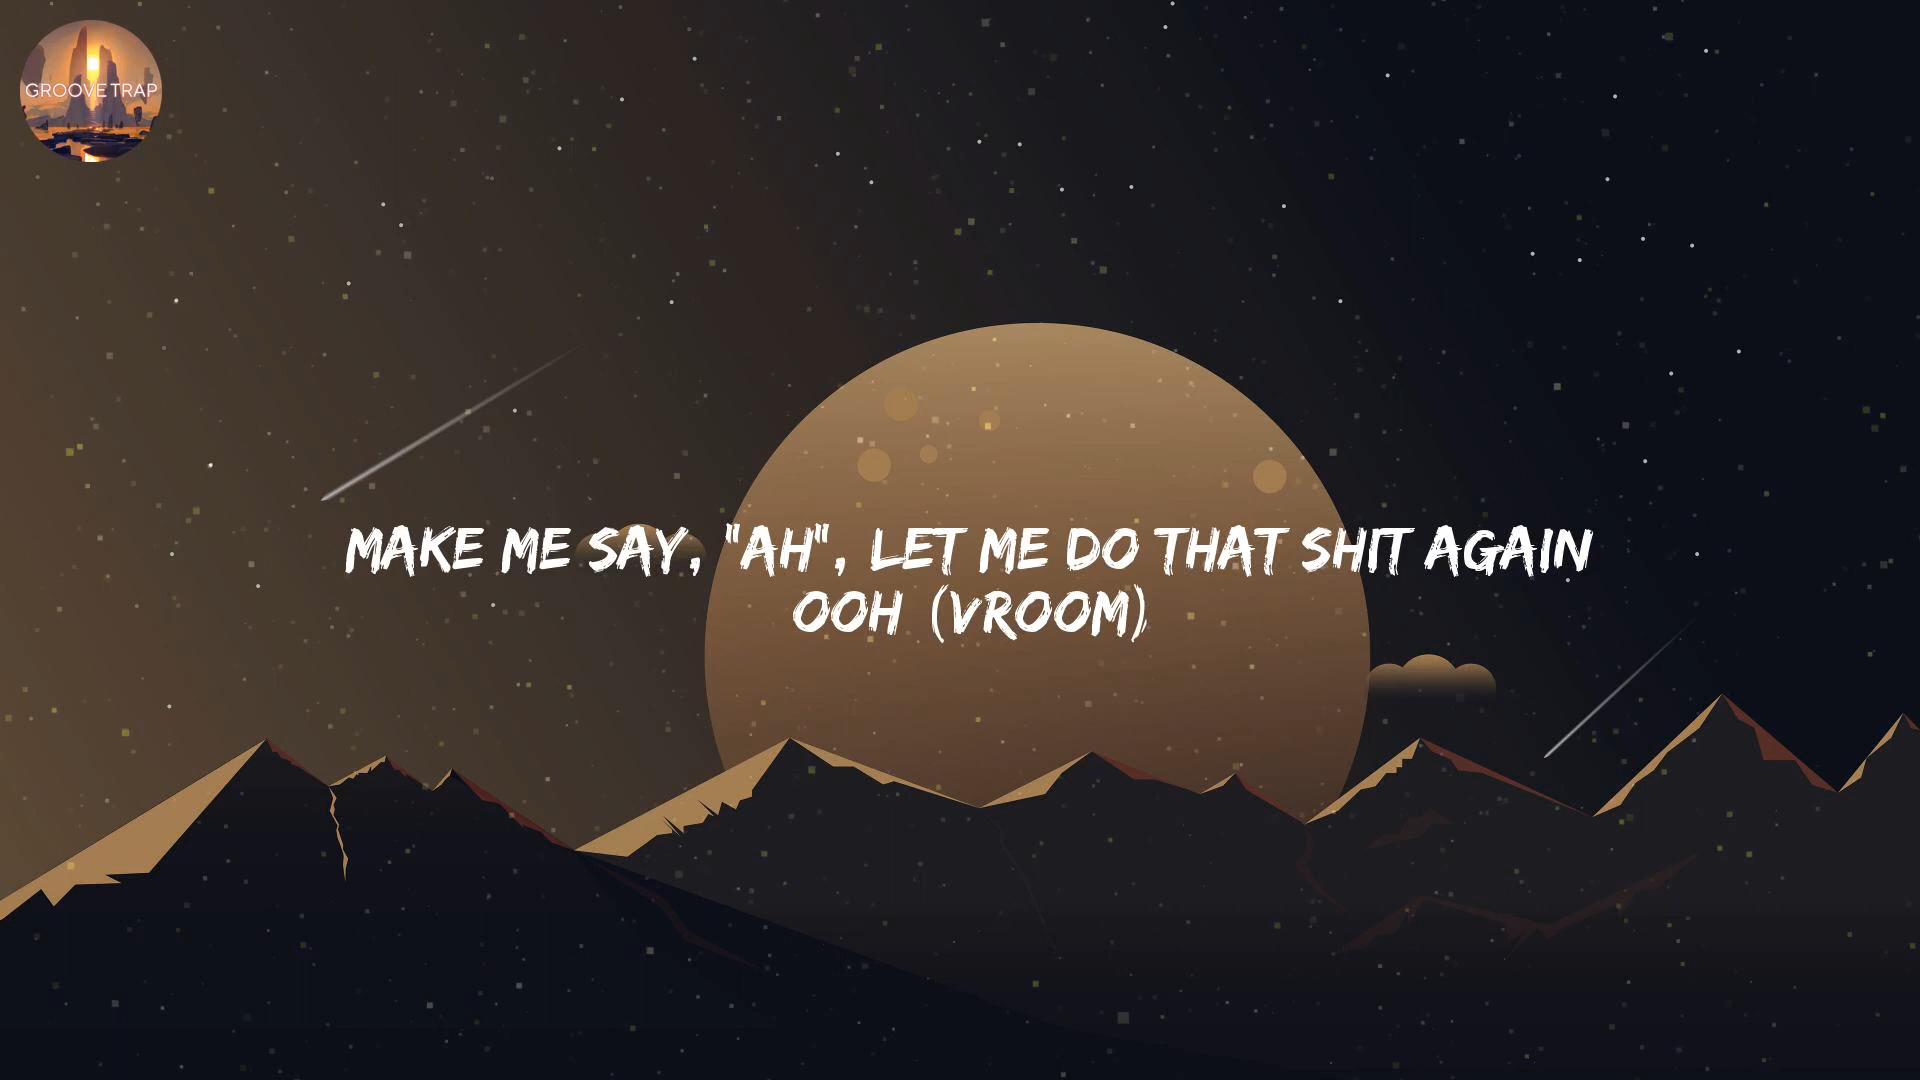 GROOVE TRAP
MAKE ME SAY, "AH", LET ME DO THAT SHIT AGAIN
OOH (VROOM)